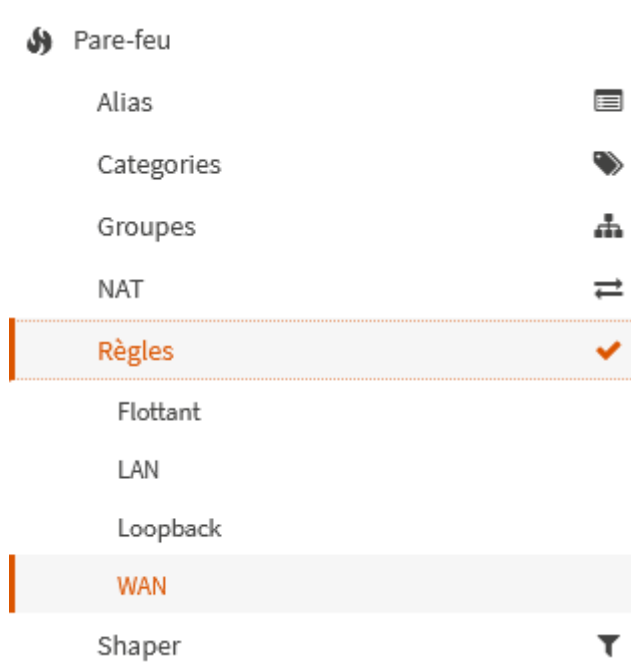 Pare-feu
Alias
Categories
Groupes
NAT
Règles
Flottant
LAN
Loopback
WAN
Shaper